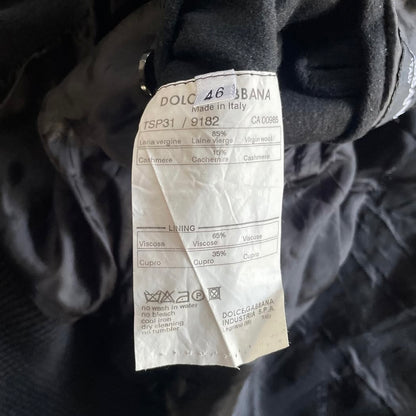 46
DOLCE&GABBANA
Made in Italy
TSP31 / 9182 CA 00986
85%
Lana vergine Laine vierge Virgin wool
Cashmere Cachemire Cashmere
LINING
65%
Viscosa Viscose Viscose
35%
Cupro Cupro Cupro
no wash in water
no bleach
cool iron
dry cleaning
no tumbler
DOLCE&GABBANA
INDUSTRIA S.P.A.